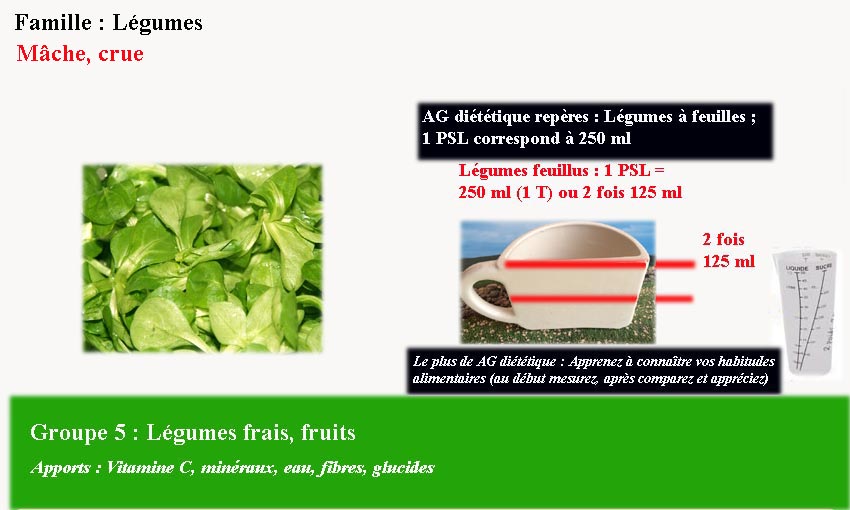 Famille : Légumes
Mâche, crue
AG diététique repères : Légumes à feuilles ;
1 PSL correspond à 250 ml
Légumes feuillus : 1 PSL =
250 ml (1 T) ou 2 fois 125 ml
2 fois
125 ml
LIQUIDE SUCRE
Le plus de AG diététique : Apprenez à connaître vos habitudes
alimentaires (au début mesurez, après comparez et appréciez)
Groupe 5 : Légumes frais, fruits
Apports : Vitamine C, minéraux, eau, fibres, glucides